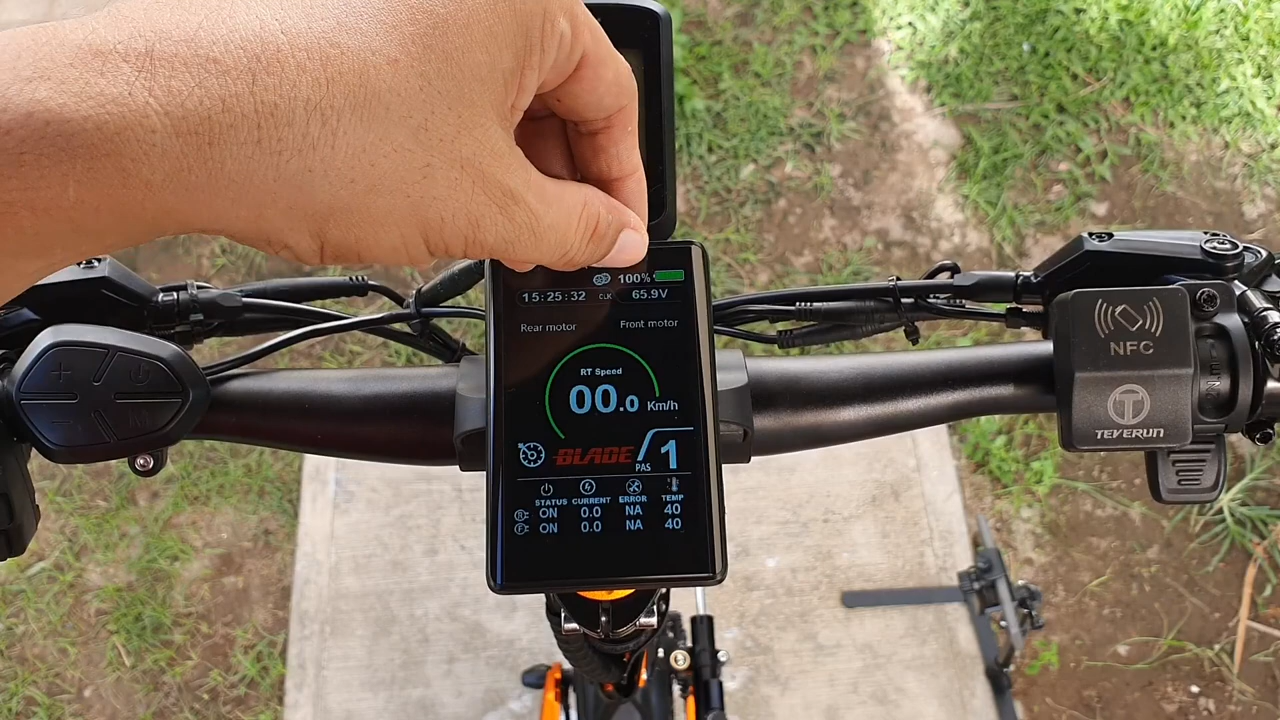 100%
15:25:32 CLK 65.9V
Rear motor Front motor
RT Speed
00.0 Km/h
BLADE PAS 1
STATUS CURRENT ERROR TEMP
R ON 0.0 NA 40
F ON 0.0 NA 40
+
-
M
NFC
TEVERUN